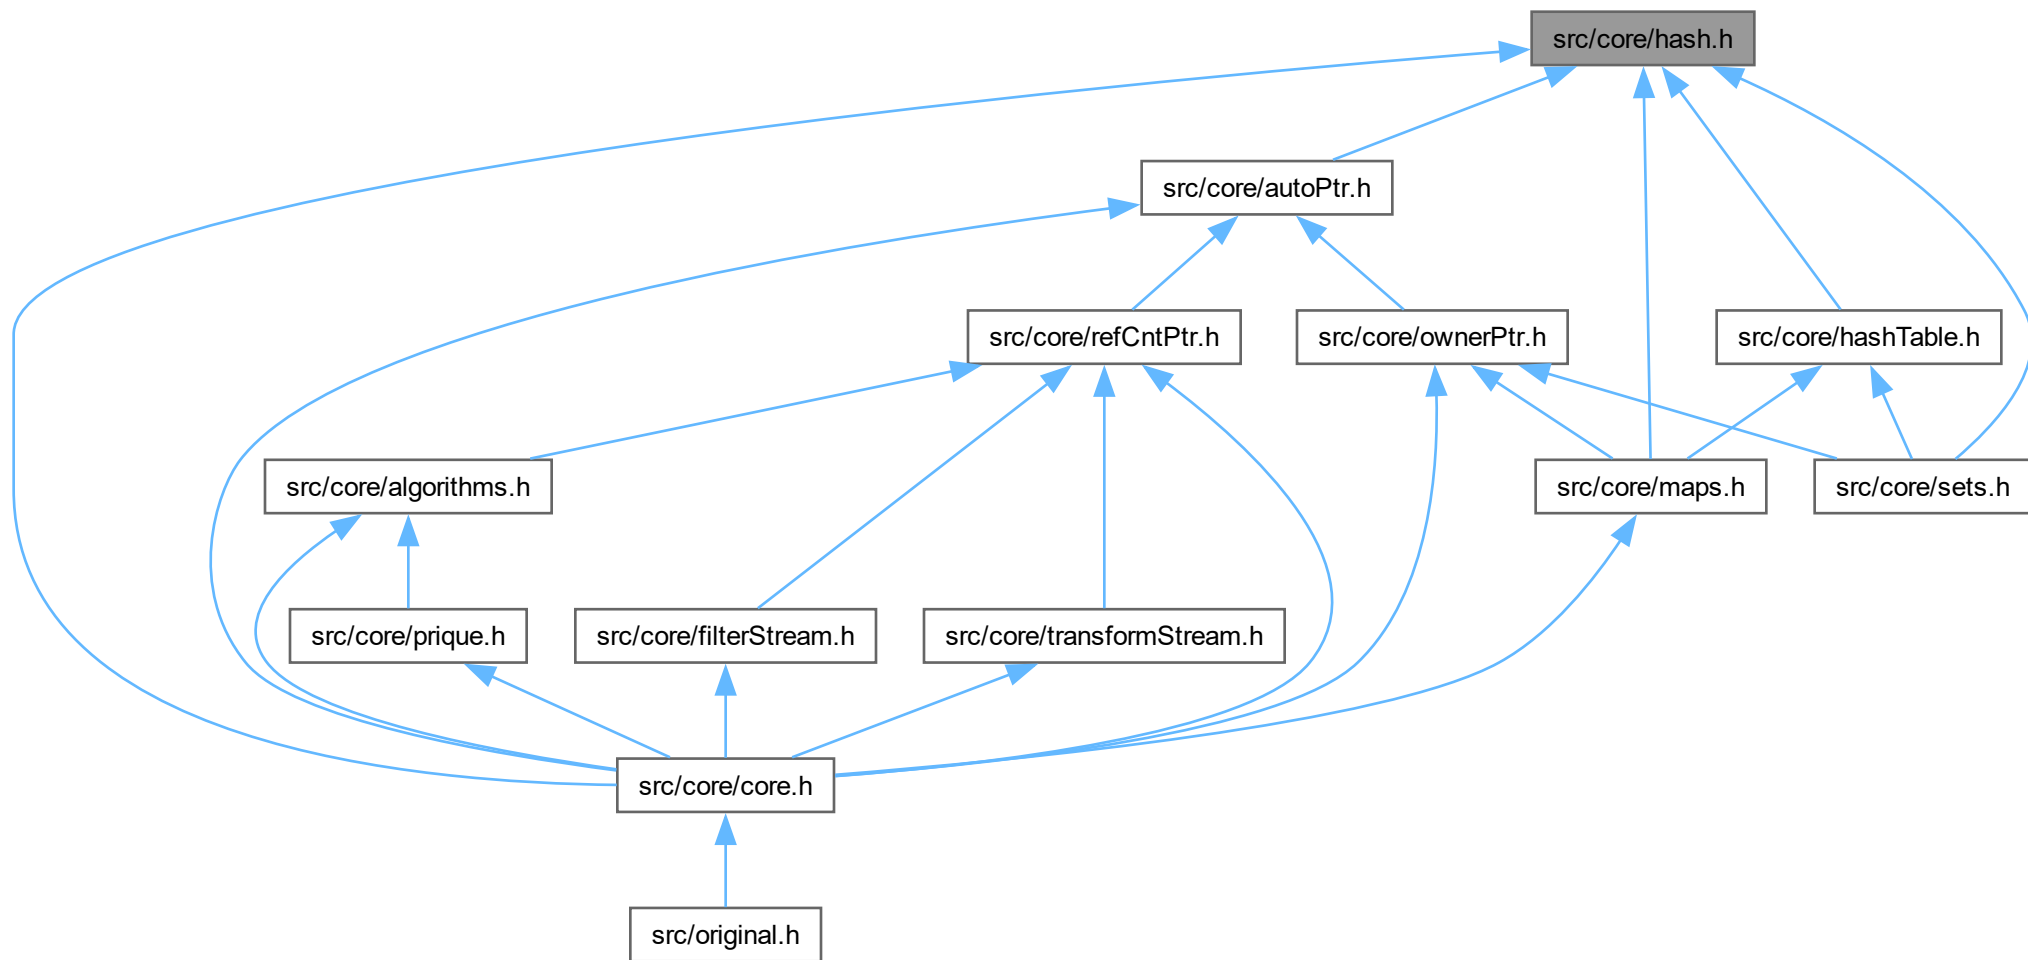 src/core/hash.h
src/core/autoPtr.h
src/core/refCntPtr.h
src/core/ownerPtr.h
src/core/hashTable.h
src/core/algorithms.h
src/core/maps.h
src/core/sets.h
src/core/prique.h
src/core/filterStream.h
src/core/transformStream.h
src/core/core.h
src/original.h